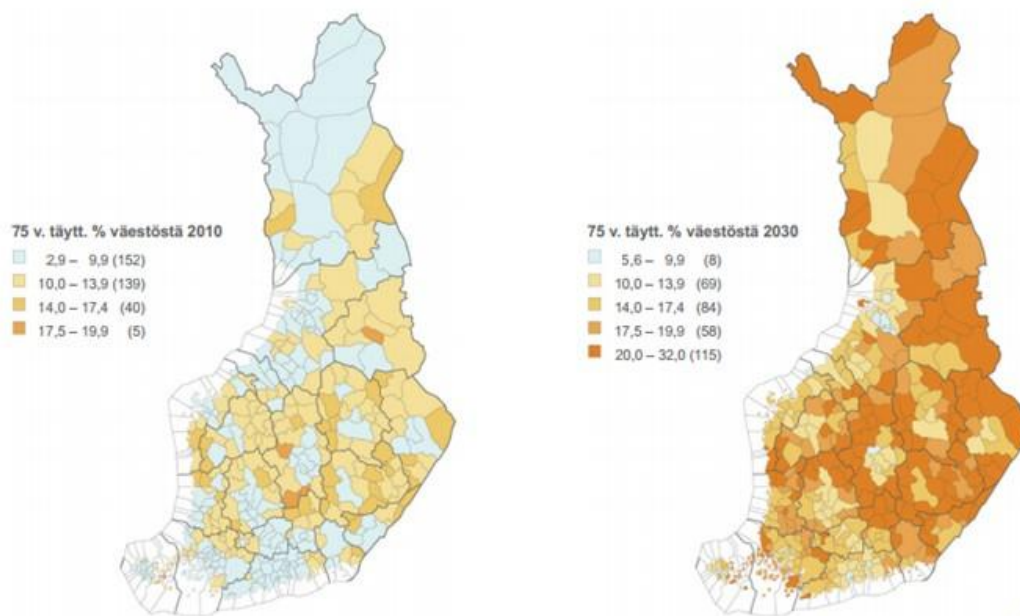 75 v. täytt. % väestöstä 2010
2,9 – 9,9 (152)
10,0 – 13,9 (139)
14,0 – 17,4 (40)
17,5 – 19,9 (5)
75 v. täytt. % väestöstä 2030
5,6 – 9,9 (8)
10,0 – 13,9 (69)
14,0 – 17,4 (84)
17,5 – 19,9 (58)
20,0 – 32,0 (115)